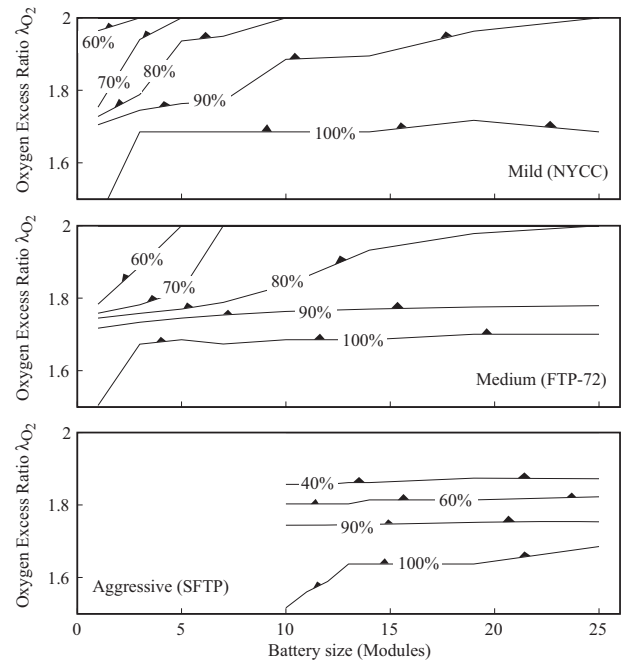 Oxygen Excess Ratio λO2
2
1.8
1.6
60%
70%
80%
90%
100%
Mild (NYCC)
Oxygen Excess Ratio λO2
2
1.8
1.6
60%
70%
80%
90%
100%
Medium (FTP-72)
Oxygen Excess Ratio λO2
2
1.8
1.6
40%
60%
90%
100%
Aggressive (SFTP)
0 5 10 15 20 25
Battery size (Modules)